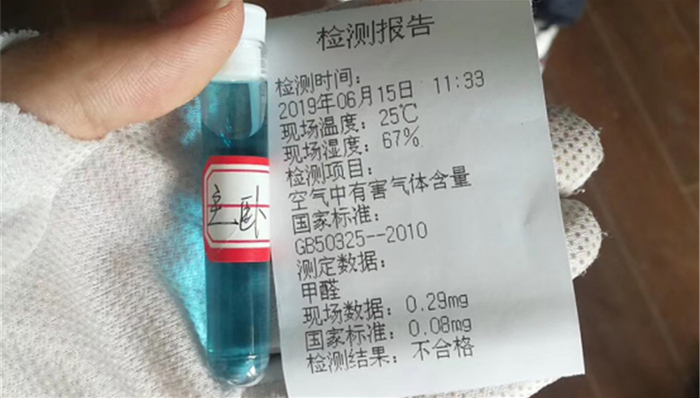 检测报告
检测时间：
2019年06月15日 11:33
现场温度：25℃
现场湿度：67%
检测项目：
空气中有害气体含量
国家标准：
GB50325--2010
测定数据：
甲醛
现场数据：0.29mg
国家标准：0.08mg
检测结果：不合格
主卧